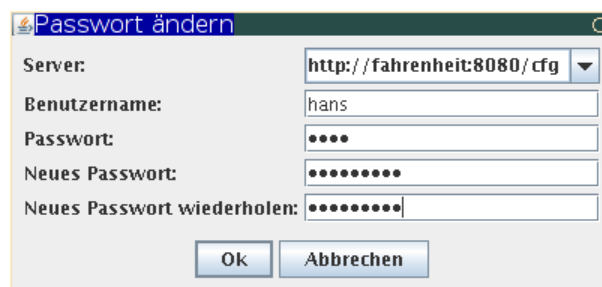 Passwort ändern
Server: http://fahrenheit:8080/cfg
Benutzername: hans
Passwort: ••••
Neues Passwort: •••••••••
Neues Passwort wiederholen: •••••••••
Ok Abbrechen